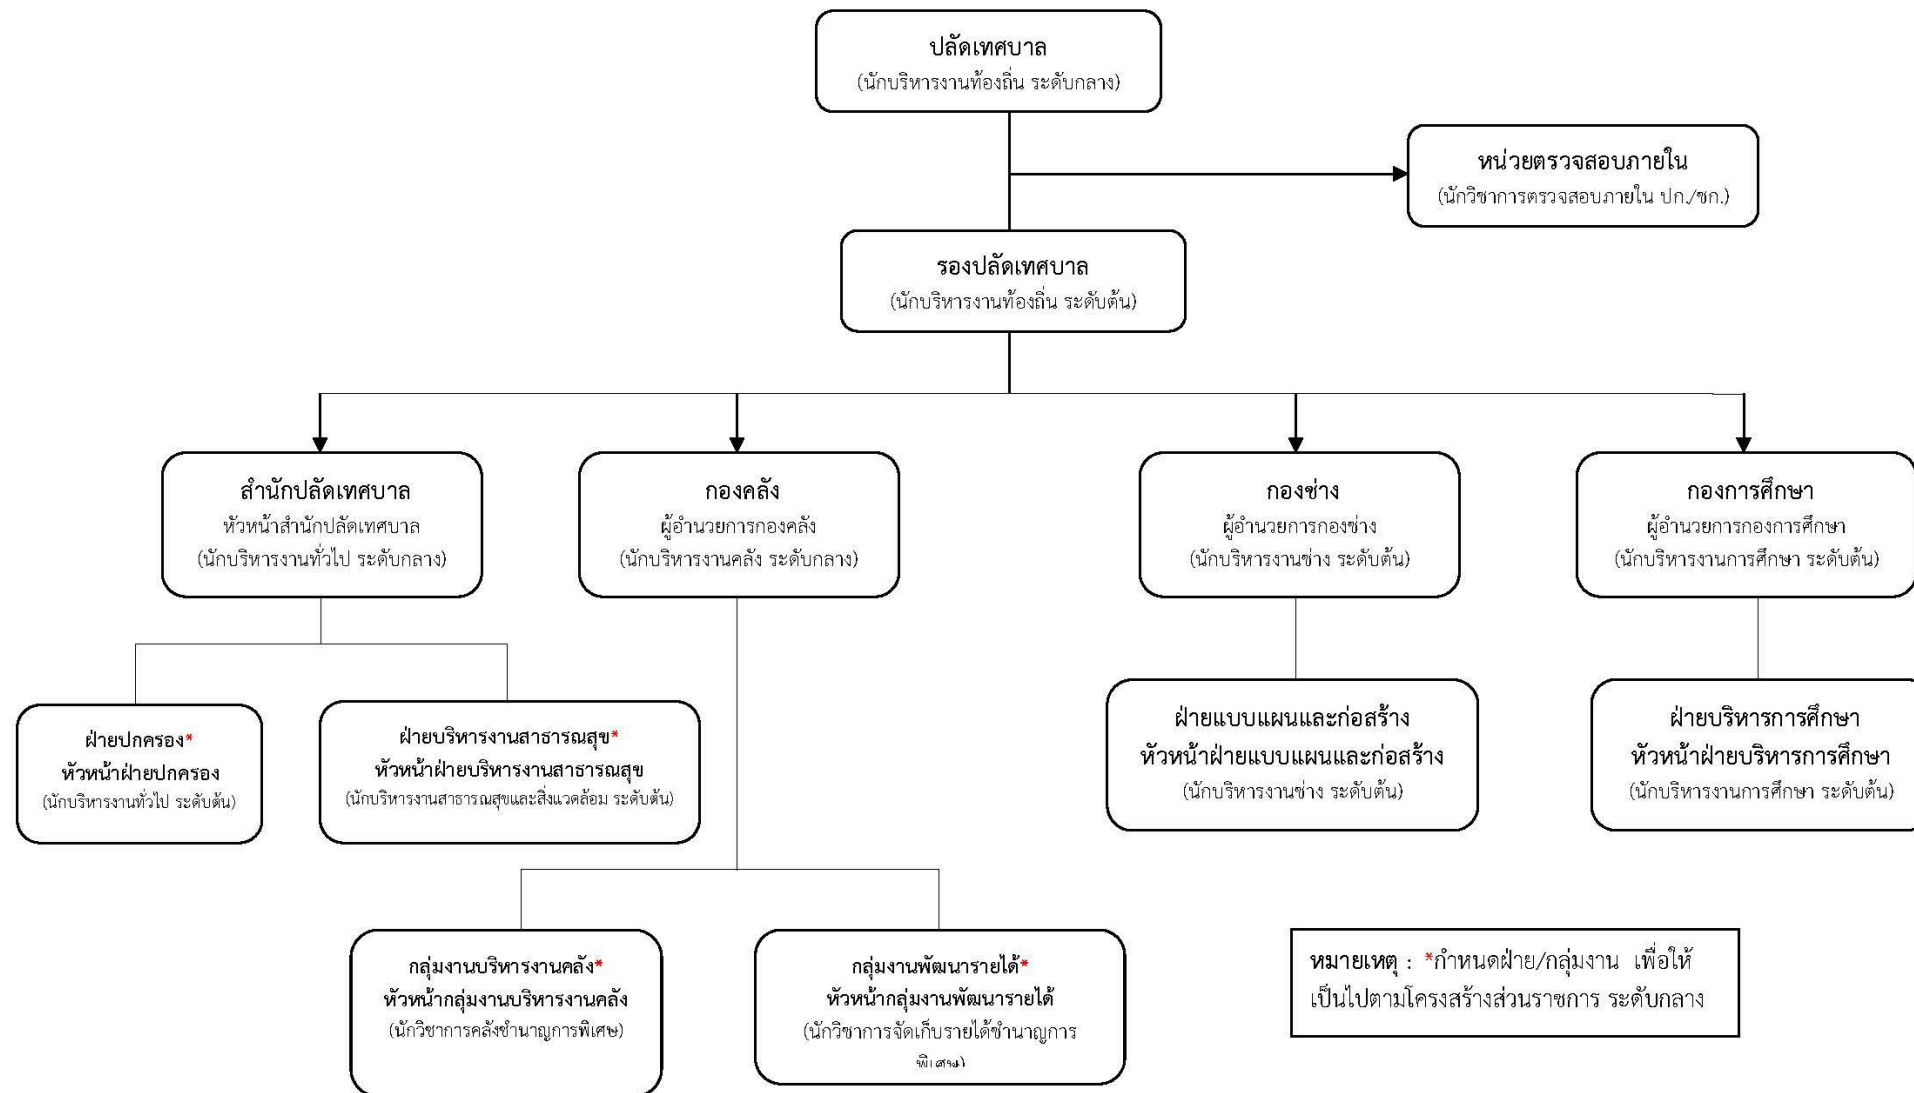 ปลัดเทศบาล
(นักบริหารงานท้องถิ่น ระดับกลาง)
หน่วยตรวจสอบภายใน
(นักวิชาการตรวจสอบภายใน ปก./ชก.)
รองปลัดเทศบาล
(นักบริหารงานท้องถิ่น ระดับต้น)
สำนักปลัดเทศบาล
หัวหน้าสำนักปลัดเทศบาล
(นักบริหารงานทั่วไป ระดับกลาง)
กองคลัง
ผู้อำนวยการกองคลัง
(นักบริหารงานคลัง ระดับกลาง)
กองช่าง
ผู้อำนวยการกองช่าง
(นักบริหารงานช่าง ระดับต้น)
กองการศึกษา
ผู้อำนวยการกองการศึกษา
(นักบริหารงานการศึกษา ระดับต้น)
ฝ่ายปกครอง*
หัวหน้าฝ่ายปกครอง
(นักบริหารงานทั่วไป ระดับต้น)
ฝ่ายบริหารงานสาธารณสุข*
หัวหน้าฝ่ายบริหารงานสาธารณสุข
(นักบริหารงานสาธารณสุขและสิ่งแวดล้อม ระดับต้น)
ฝ่ายแบบแผนและก่อสร้าง
หัวหน้าฝ่ายแบบแผนและก่อสร้าง
(นักบริหารงานช่าง ระดับต้น)
ฝ่ายบริหารการศึกษา
หัวหน้าฝ่ายบริหารการศึกษา
(นักบริหารงานการศึกษา ระดับต้น)
กลุ่มงานบริหารงานคลัง*
หัวหน้ากลุ่มงานบริหารงานคลัง
(นักวิชาการคลังชำนาญการพิเศษ)
กลุ่มงานพัฒนารายได้*
หัวหน้ากลุ่มงานพัฒนารายได้
(นักวิชาการจัดเก็บรายได้ชำนาญการ
พิเศษ)
หมายเหตุ : *กำหนดฝ่าย/กลุ่มงาน เพื่อให้
เป็นไปตามโครงสร้างส่วนราชการ ระดับกลาง